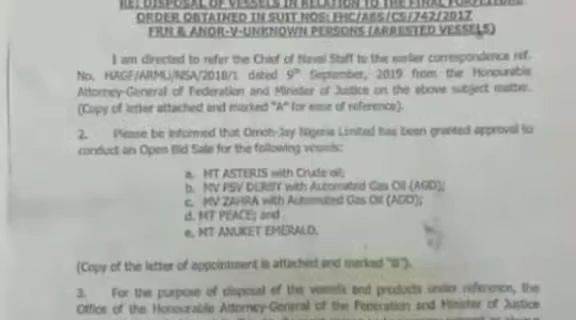 RE: DISPOSAL OF VESSELS IN RELATION TO THE FINAL FORFEITURE
ORDER OBTAINED IN SUIT NOS: FHC/ABS/CS/742/2017
FRN & ANOR-V-UNKNOWN PERSONS (ARRESTED VESSELS)
I am directed to refer the Chief of Naval Staff to the earlier correspondence ref.
No. HAGF/ARMU/NSA/2018/1 dated 9th September, 2019 from the Honourable
Attorney-General of Federation and Minister of Justice on the above subject matter.
(Copy of letter attached and marked "A" for ease of reference).
2. Please be informed that Omoh-Jay Nigeria Limited has been granted approval to
conduct an Open Bid Sale for the following vessels:
a. MT ASTERIS with Crude oil;
b. MV PSV DERBY with Automated Gas Oil (AGO);
c. MV ZAHRA with Automated Gas Oil (AGO);
d. MT PEACE; and
e. MT ANUKET EMERALD.
(Copy of the letter of appointment is attached and marked "B").
3. For the purpose of disposal of the vessels and products under reference, the
Office of the Honourable Attorney-General of the Federation and Minister of Justice